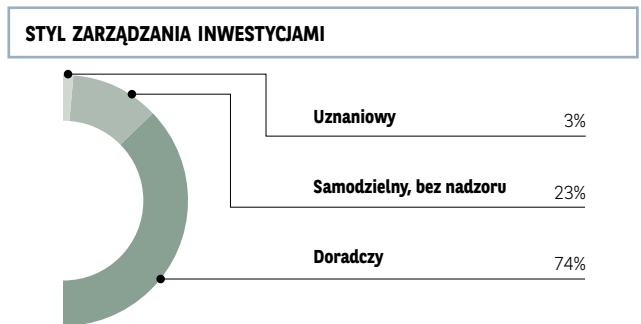 STYL ZARZĄDZANIA INWESTYCJAMI
Uznaniowy 3%
Samodzielny, bez nadzoru 23%
Doradczy 74%